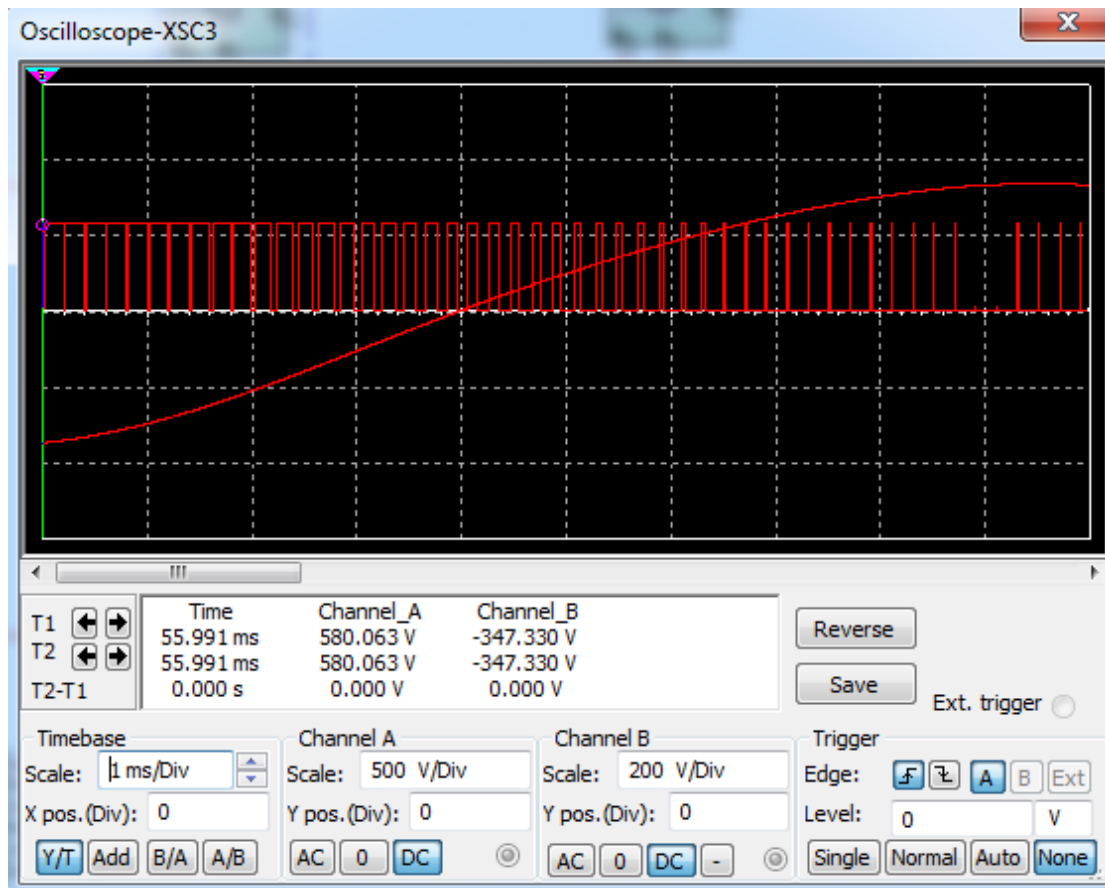 Oscilloscope-XSC3
Time Channel_A Channel_B
T1 55.991 ms 580.063 V -347.330 V
T2 55.991 ms 580.063 V -347.330 V
T2-T1 0.000 s 0.000 V 0.000 V
Reverse
Save
Ext. trigger
Timebase
Scale: 1 ms/Div
X pos.(Div): 0
Y/T Add B/A A/B
Channel A
Scale: 500 V/Div
Y pos.(Div): 0
AC 0 DC
Channel B
Scale: 200 V/Div
Y pos.(Div): 0
AC 0 DC -
Trigger
Edge: A B Ext
Level: 0 V
Single Normal Auto None